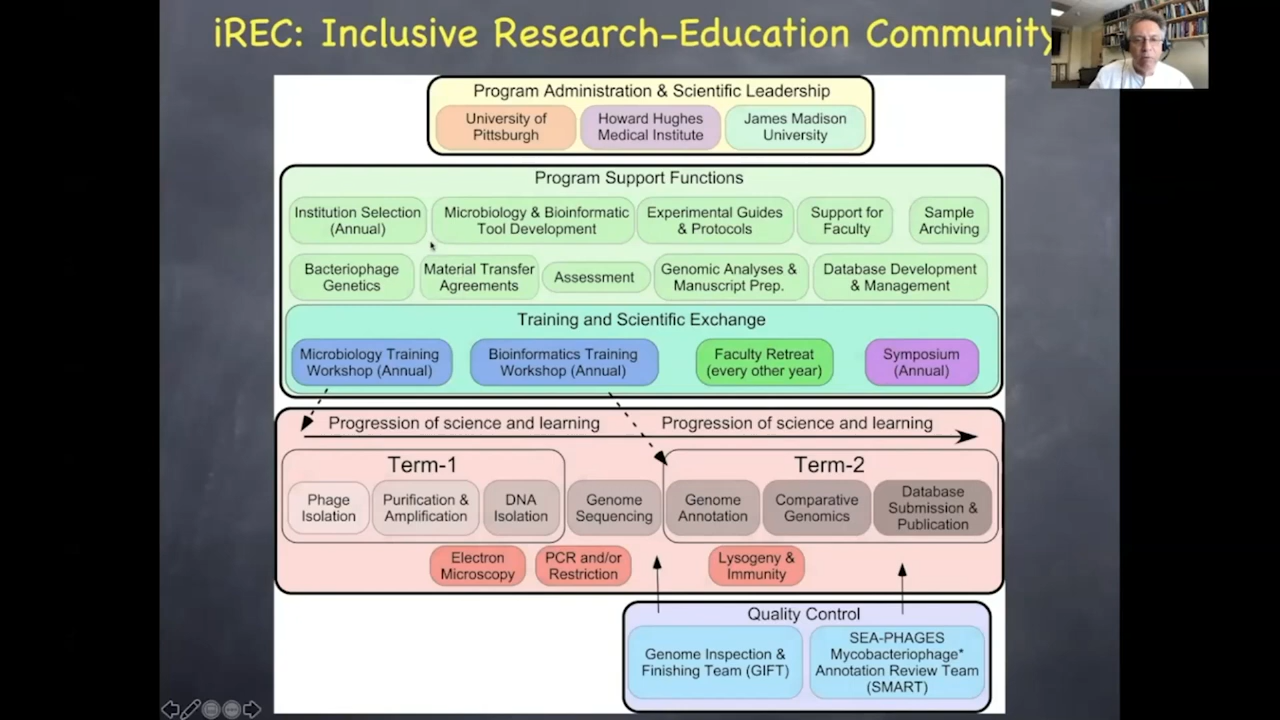 iREC: Inclusive Research-Education Community
Program Administration & Scientific Leadership
University of
Pittsburgh
Howard Hughes
Medical Institute
James Madison
University
Program Support Functions
Institution Selection
(Annual)
Microbiology & Bioinformatic
Tool Development
Experimental Guides
& Protocols
Support for
Faculty
Sample
Archiving
Bacteriophage
Genetics
Material Transfer
Agreements
Assessment
Genomic Analyses &
Manuscript Prep.
Database Development
& Management
Training and Scientific Exchange
Microbiology Training
Workshop (Annual)
Bioinformatics Training
Workshop (Annual)
Faculty Retreat
(every other year)
Symposium
(Annual)
Progression of science and learning
Progression of science and learning
Term-1
Term-2
Phage
Isolation
Purification &
Amplification
DNA
Isolation
Genome
Sequencing
Genome
Annotation
Comparative
Genomics
Database
Submission &
Publication
Electron
Microscopy
PCR and/or
Restriction
Lysogeny &
Immunity
Quality Control
Genome Inspection &
Finishing Team (GIFT)
SEA-PHAGES
Mycobacteriophage*
Annotation Review Team
(SMART)